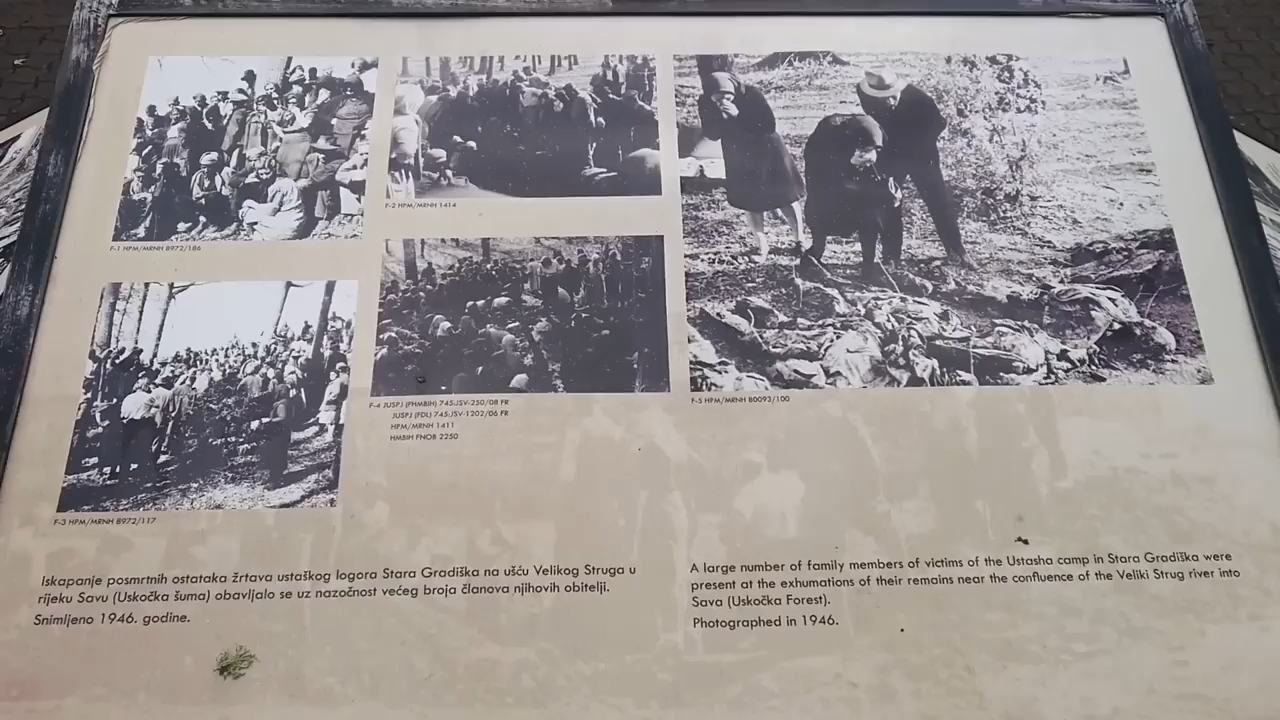 F-1 HPM/MRNH B972/186
F-2 HPM/MRNH 1414
F-3 HPM/MRNH B972/117
F-4 JUSPJ (FHMBIH) 745:JSV-250/08 FR
JUSPJ (FDL) 745:JSV-1202/06 FR
HPM/MRNH 1411
HMBIH FNOB 2250
F-5 HPM/MRNH B0093/100
Iskapanje posmrtnih ostataka žrtava ustaškog logora Stara Gradiška na ušću Velikog Struga u
rijeku Savu (Uskočka šuma) obavljalo se uz nazočnost većeg broja članova njihovih obitelji.
Snimljeno 1946. godine.
A large number of family members of victims of the Ustasha camp in Stara Gradiška were
present at the exhumations of their remains near the confluence of the Veliki Strug river into
Sava (Uskočka Forest).
Photographed in 1946.